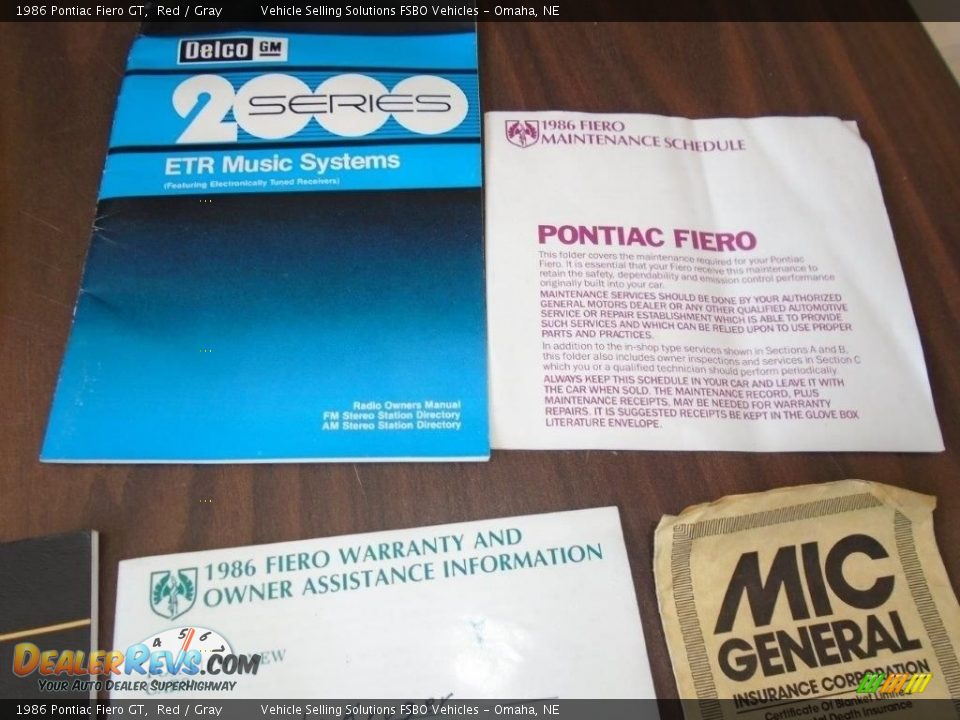 1986 Pontiac Fiero GT,  Red / Gray          Vehicle Selling Solutions FSBO Vehicles - Omaha, NE
Delco GM
2000
SERIES
ETR Music Systems
(Featuring Electronically Tuned Receivers)
Radio Owners Manual
FM Stereo Station Directory
AM Stereo Station Directory
1986 FIERO
MAINTENANCE SCHEDULE
PONTIAC FIERO
This folder covers the maintenance required for your Pontiac
Fiero. It is essential that your Fiero receive this maintenance to
retain the safety, dependability and emission control performance
originally built into your car.
MAINTENANCE SERVICES SHOULD BE DONE BY YOUR AUTHORIZED
GENERAL MOTORS DEALER OR ANY OTHER QUALIFIED AUTOMOTIVE
SERVICE OR REPAIR ESTABLISHMENT WHICH IS ABLE TO PROVIDE
SUCH SERVICES AND WHICH CAN BE RELIED UPON TO USE PROPER
PARTS AND PRACTICES.
In addition to the in-shop type services shown in Sections A and B,
this folder also includes owner inspections and services in Section C
which you or a qualified technician should perform periodically.
ALWAYS KEEP THIS SCHEDULE IN YOUR CAR AND LEAVE IT WITH
THE CAR WHEN SOLD. THE MAINTENANCE RECORD, PLUS
MAINTENANCE RECEIPTS, MAY BE NEEDED FOR WARRANTY
REPAIRS. IT IS SUGGESTED RECEIPTS BE KEPT IN THE GLOVE BOX
LITERATURE ENVELOPE.
1986 FIERO WARRANTY AND
OWNER ASSISTANCE INFORMATION
MIC
GENERAL
INSURANCE CORPORATION
Certificate Of Blanket
Death Insurance
4 5 6
DEALERREVS.COM
YOUR AUTO DEALER SUPERHIGHWAY
1986 Pontiac Fiero GT,  Red / Gray          Vehicle Selling Solutions FSBO Vehicles - Omaha, NE